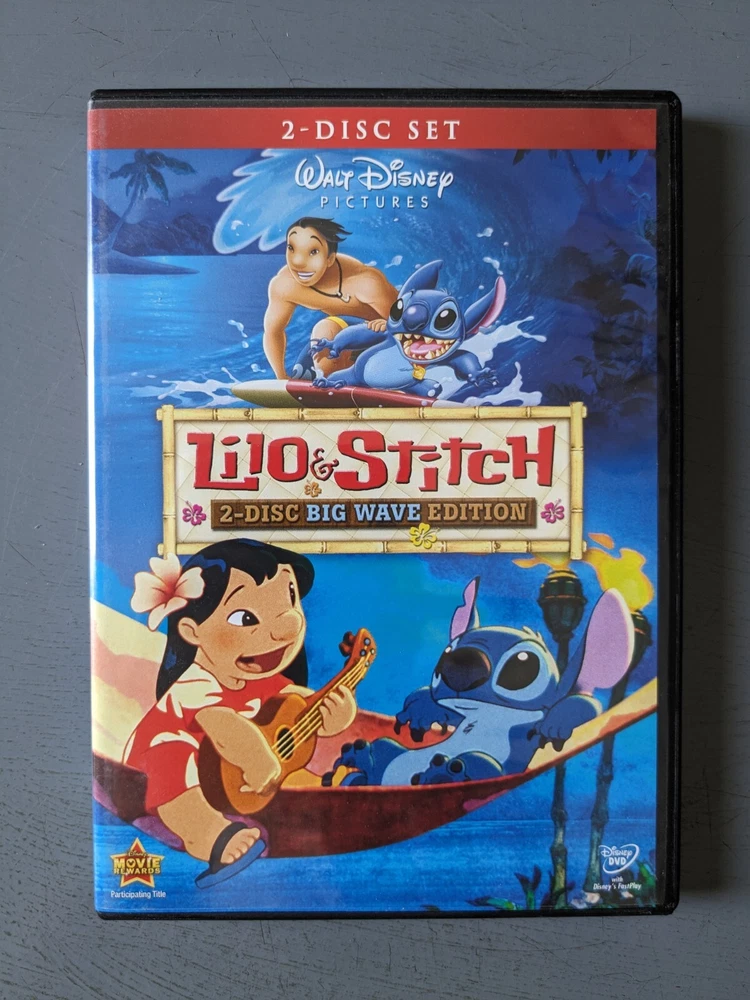 2-DISC SET
WALT DISNEY
PICTURES
LILO & STITCH
2-DISC BIG WAVE EDITION
Disney
MOVIE
REWARDS
Participating Title
Disney
DVD
with
Disney's FastPlay